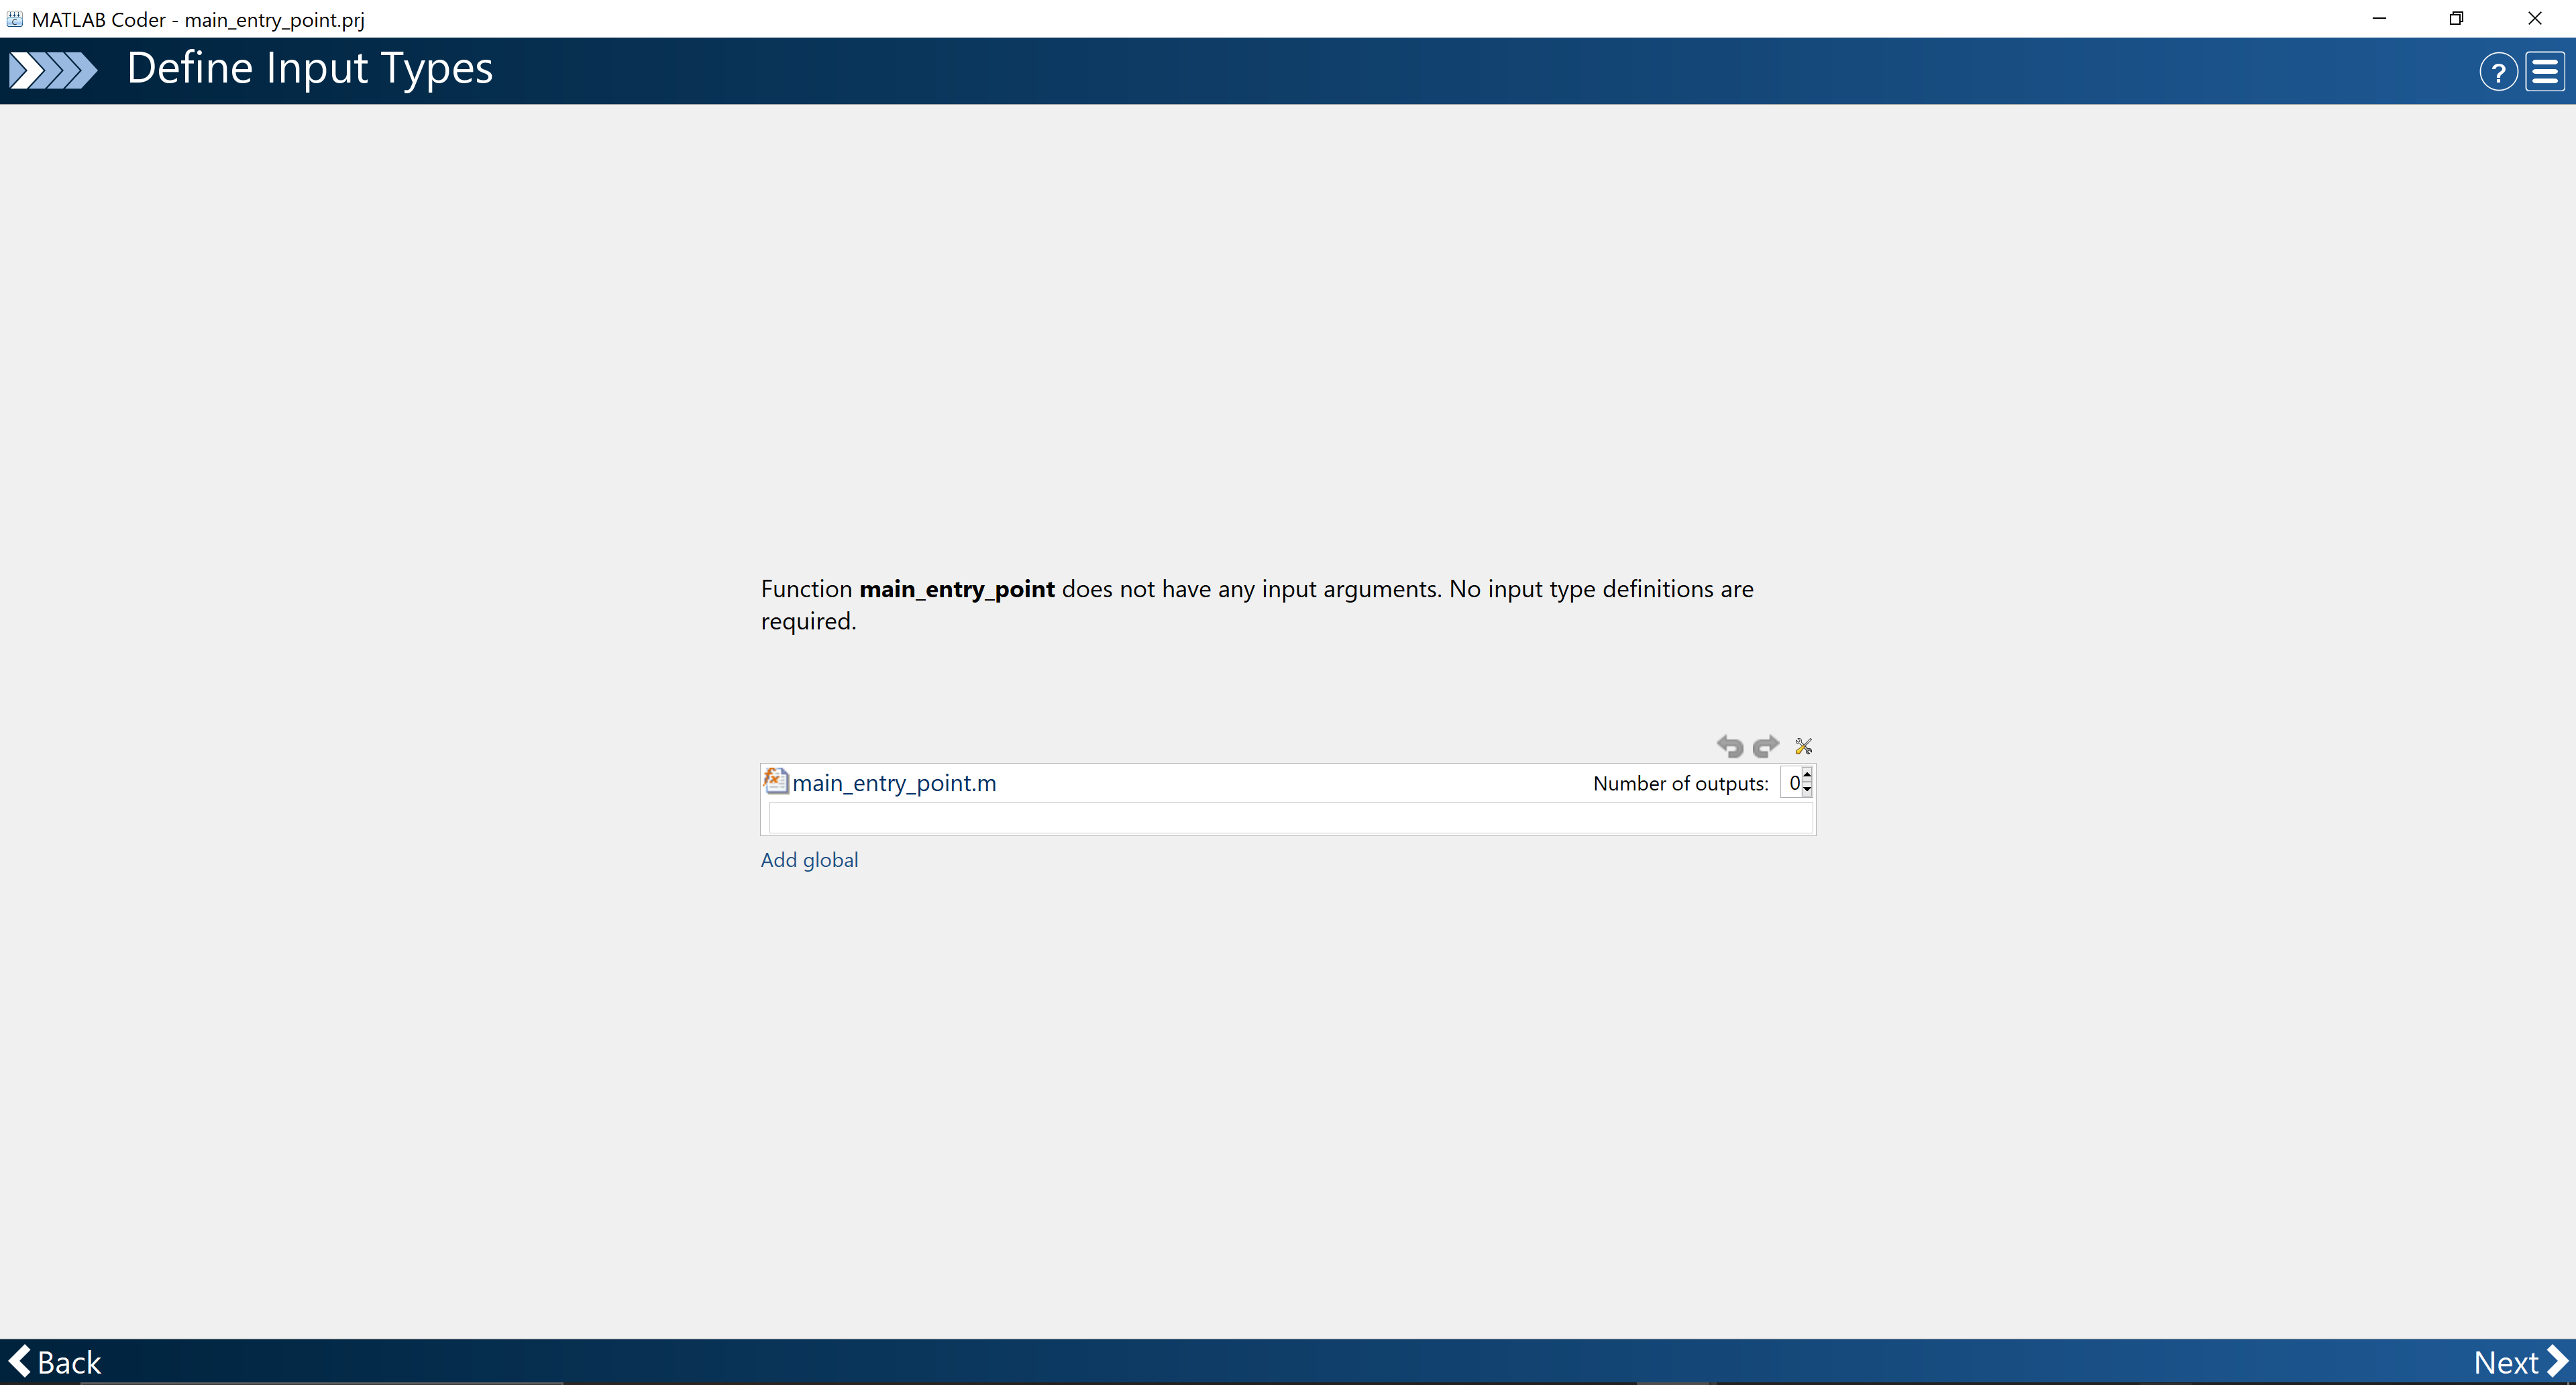 MATLAB Coder - main_entry_point.prj
Define Input Types
?
Function main_entry_point does not have any input arguments. No input type definitions are
required.
main_entry_point.m
Number of outputs: 0
Add global
Back
Next